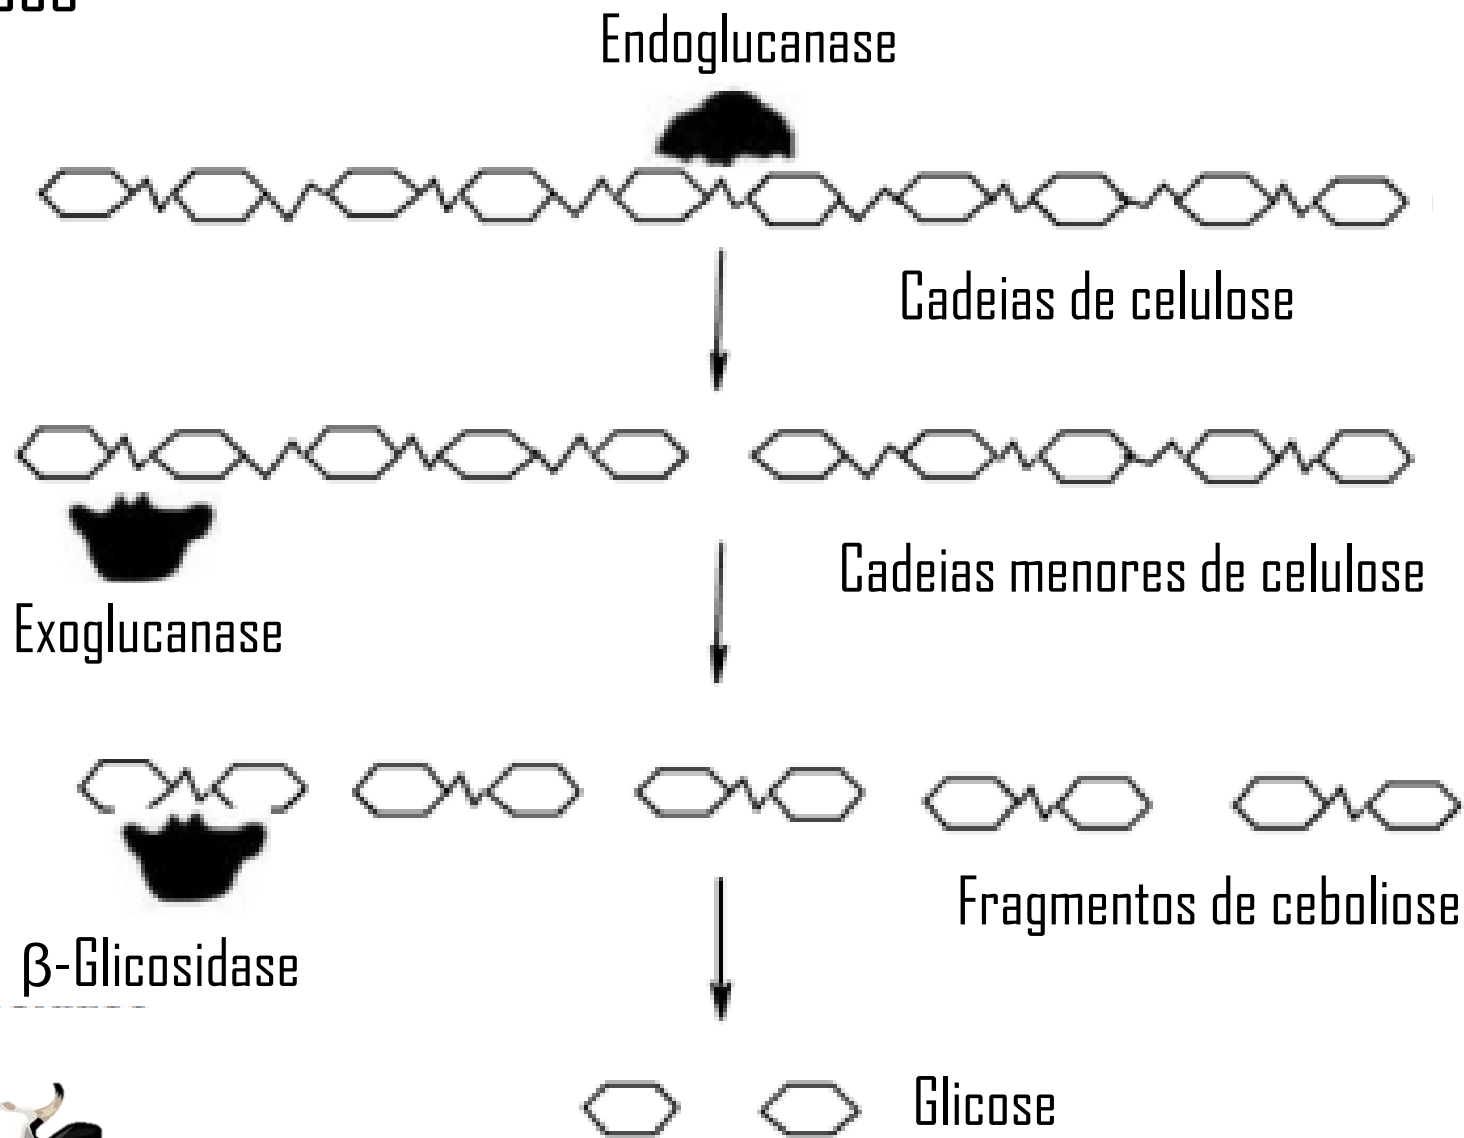 Endoglucanase
Cadeias de celulose
Cadeias menores de celulose
Exoglucanase
Fragmentos de ceboliose
β-Glicosidase
Glicose